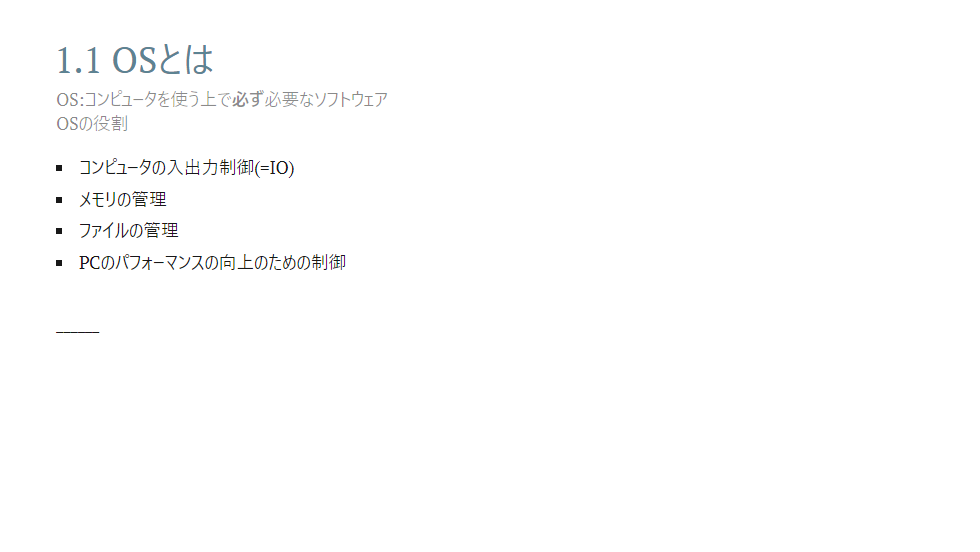 1.1 OSとは
OS:コンピュータを使う上で必ず必要なソフトウェア
OSの役割
▪ コンピュータの入出力制御(=IO)
▪ メモリの管理
▪ ファイルの管理
▪ PCのパフォーマンスの向上のための制御
______